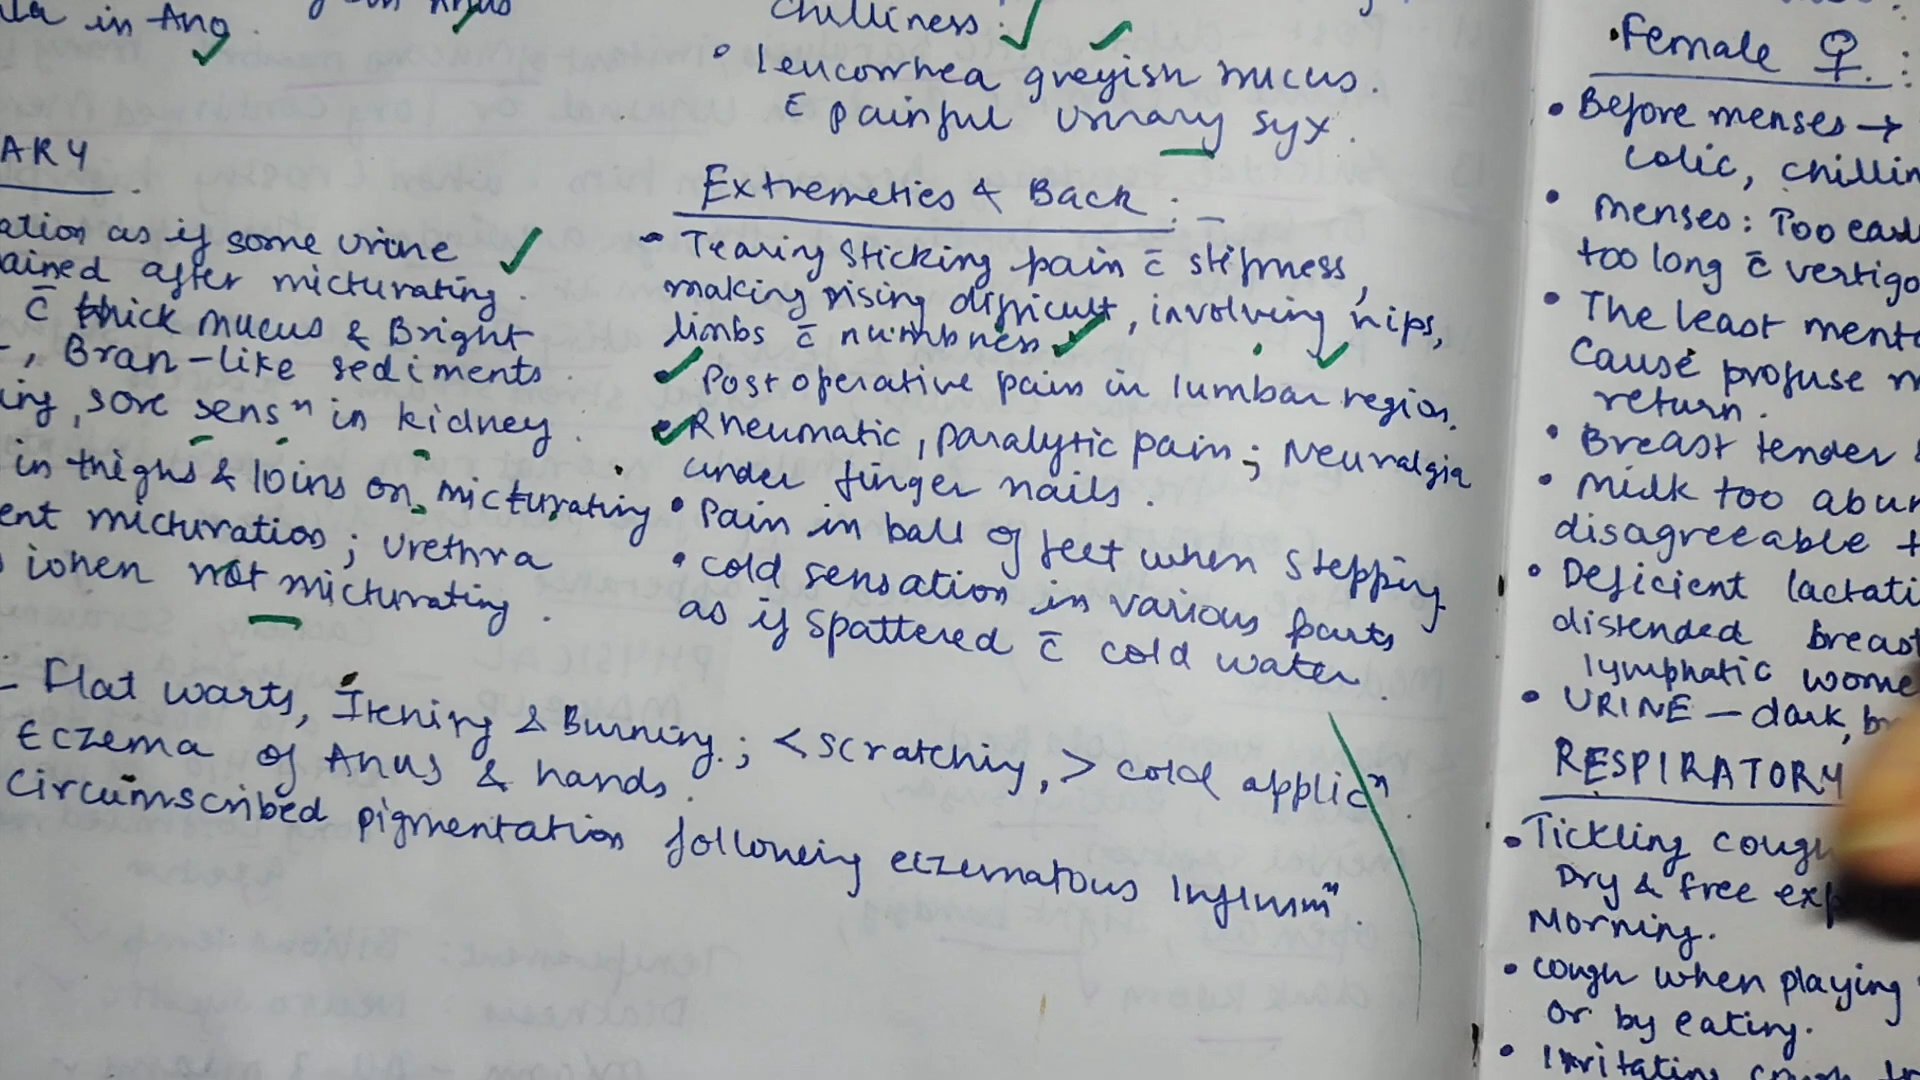 in Ang.
ARY
ation as if some urine
ained after micturating.
c̄ thick mucus & Bright
, Bran-like sediments.
ing, sore sensⁿ in kidney.
in thighs & loins on micturating
ent micturation; urethra
when not micturating.
chilliness.
• Leucorrhea greyish mucus.
c̄ painful urinary syx.
Extremeties & Back :-
- Tearing sticking pain c̄ stiffness,
making rising difficult, involving hips,
limbs c̄ numbness
• Post operative pain in lumbar region.
• Rheumatic, paralytic pain; Neuralgia
under finger nails.
• Pain in ball of feet when stepping
• cold sensation in various parts
as if spattered c̄ cold water.
- Flat warts, Itching & Burning; < scratching, > cold applicⁿ.
Eczema of Anus & hands.
Circumscribed pigmentation following eczematous Inflammⁿ.
• Female ♀ :
• Before menses →
colic, chillin
• menses: Too ear
too long c̄ vertigo
• The least ment
cause profuse m
return.
• Breast tender &
• Milk too abun
disagreeable t
• Deficient lactati
distended breast
lymphatic wome
• URINE - dark, br
RESPIRATORY
• Tickling cough
Dry & free exp
Morning.
• cough when playing
or by eating.
• Irritating cough